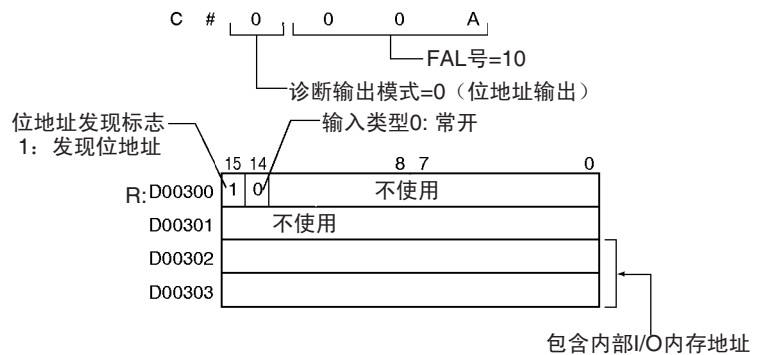 C # 0 0 0 A
FAL号=10
诊断输出模式=0（位地址输出）
位地址发现标志
1：发现位地址
输入类型0: 常开
15 14 8 7 0
R:D00300 1 0 不使用
D00301 不使用
D00302
D00303
包含内部I/O内存地址